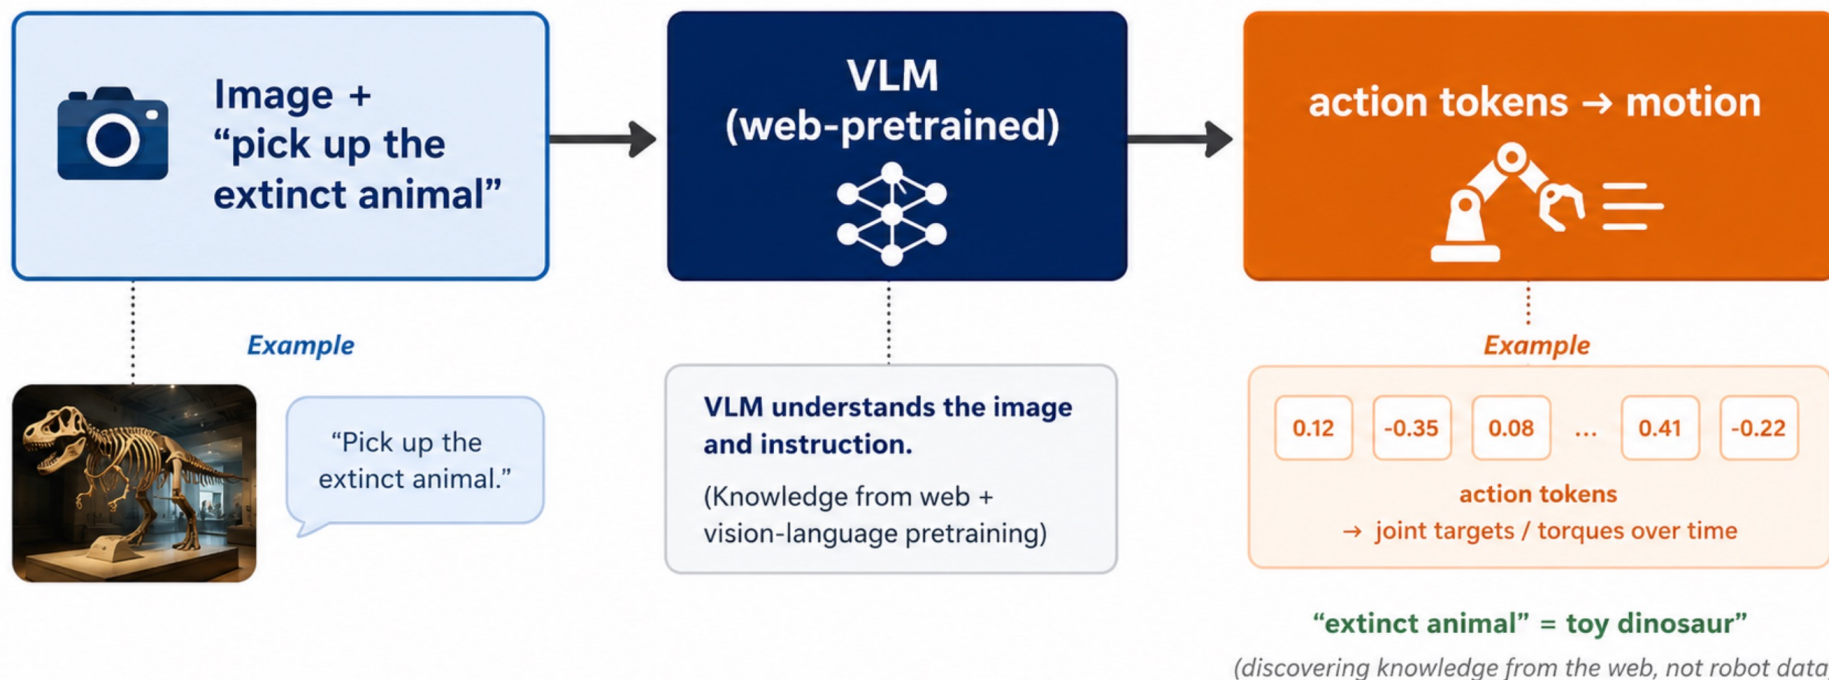 Image +
“pick up the
extinct animal”
VLM
(web-pretrained)
action tokens → motion
Example
“Pick up the
extinct animal.”
VLM understands the image
and instruction.
(Knowledge from web +
vision-language pretraining)
Example
0.12 -0.35 0.08 ... 0.41 -0.22
action tokens
→ joint targets / torques over time
“extinct animal” = toy dinosaur”
(discovering knowledge from the web, not robot data